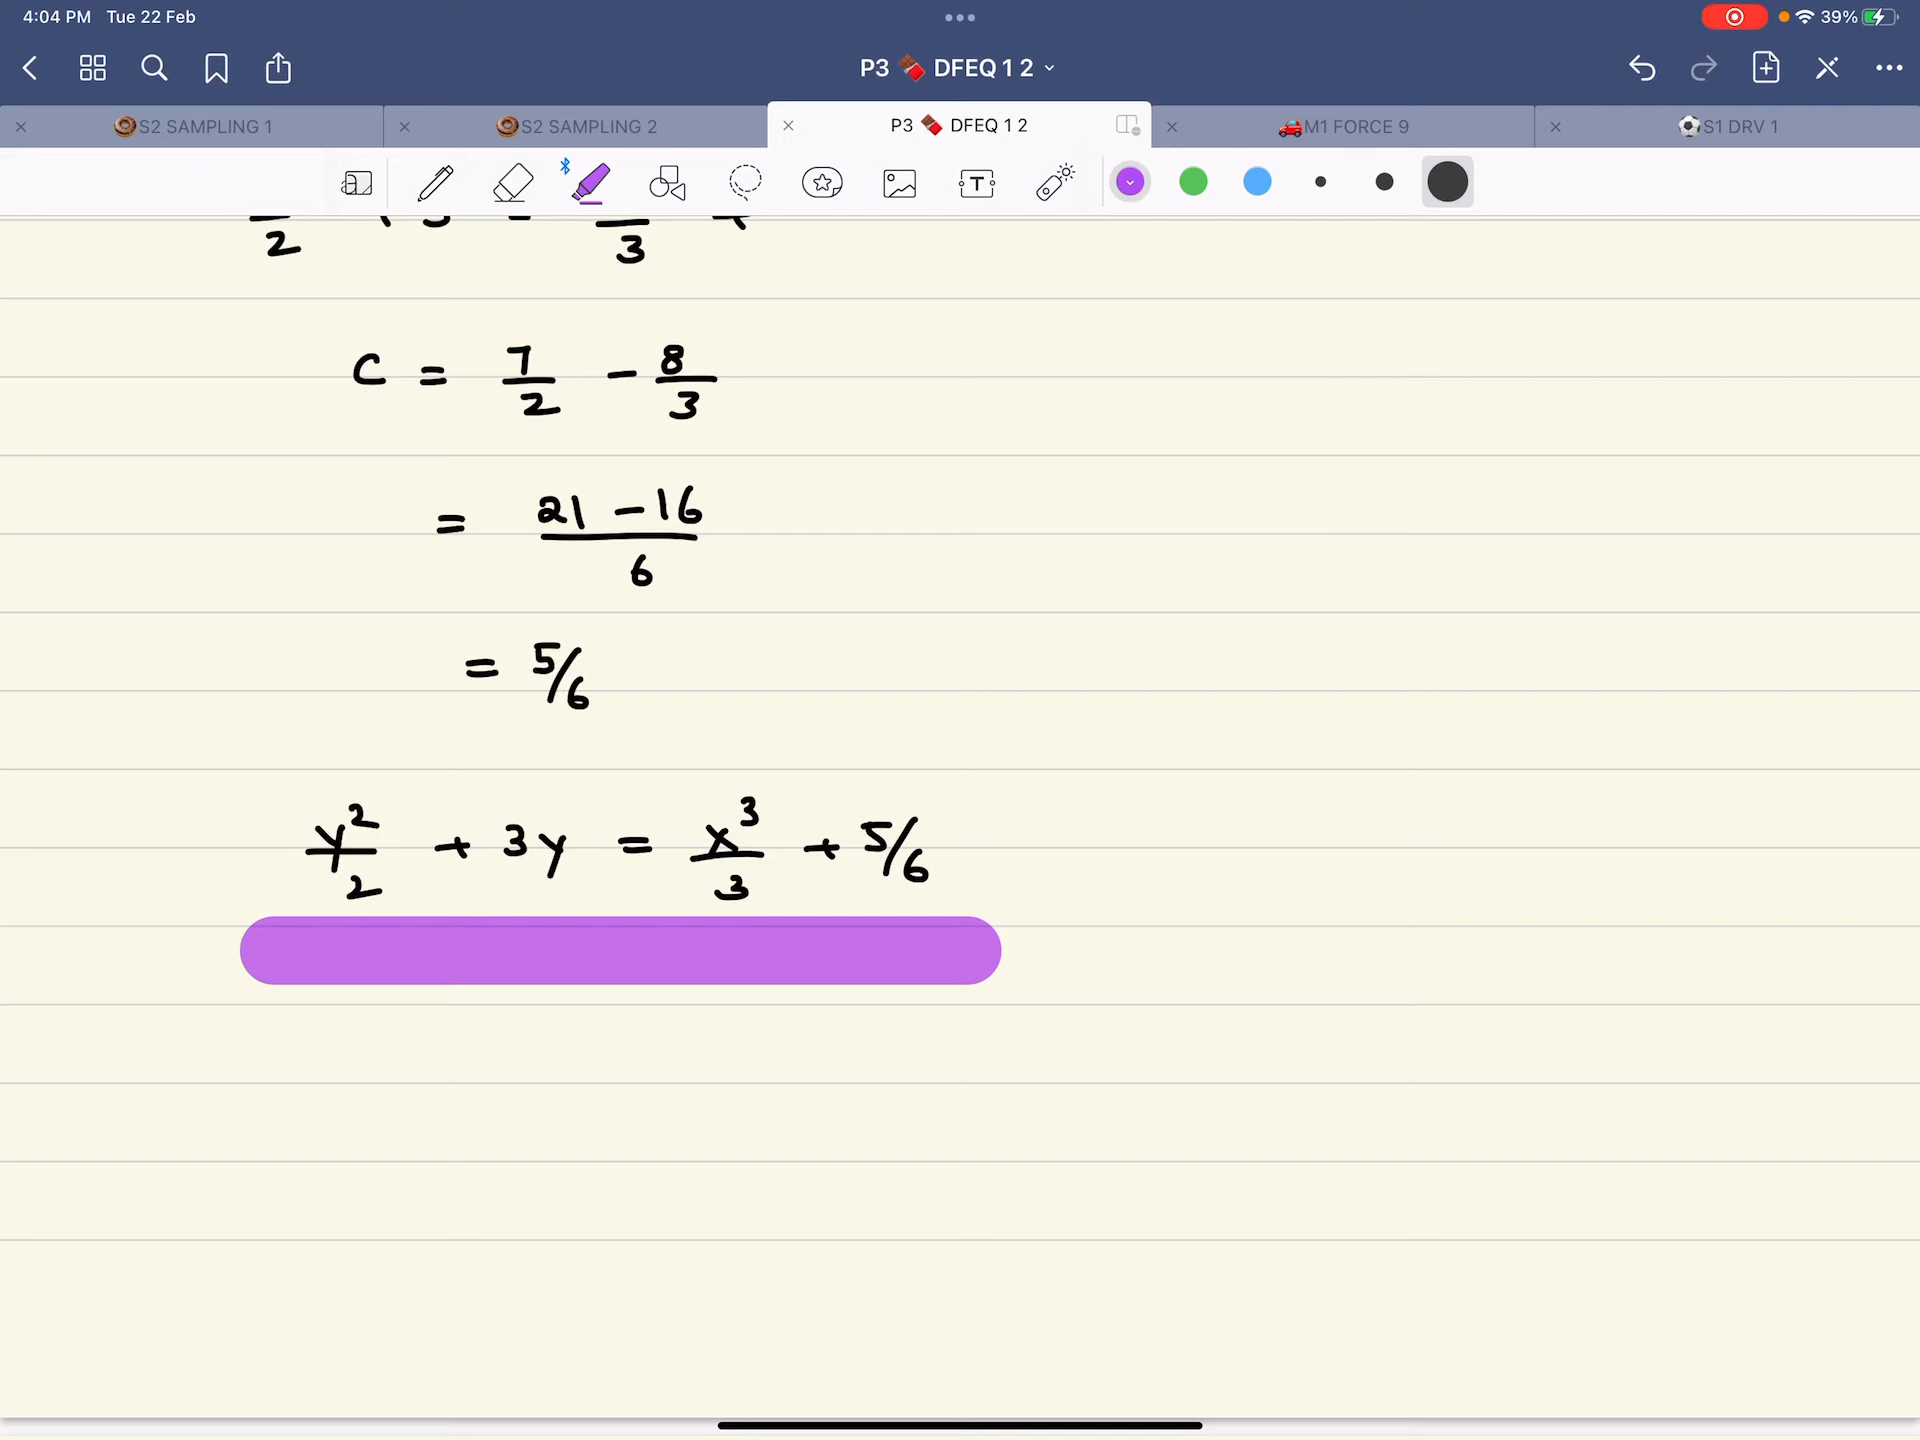 4:04 PM Tue 22 Feb 39%
P3 🍫 DFEQ 1 2
🍩S2 SAMPLING 1 🍩S2 SAMPLING 2 P3 🍫 DFEQ 1 2 🚗M1 FORCE 9 ⚽S1 DRV 1
T
2 3
C = 7/2 - 8/3
= (21 - 16)/6
= 5/6
y²/2 + 3y = x³/3 + 5/6